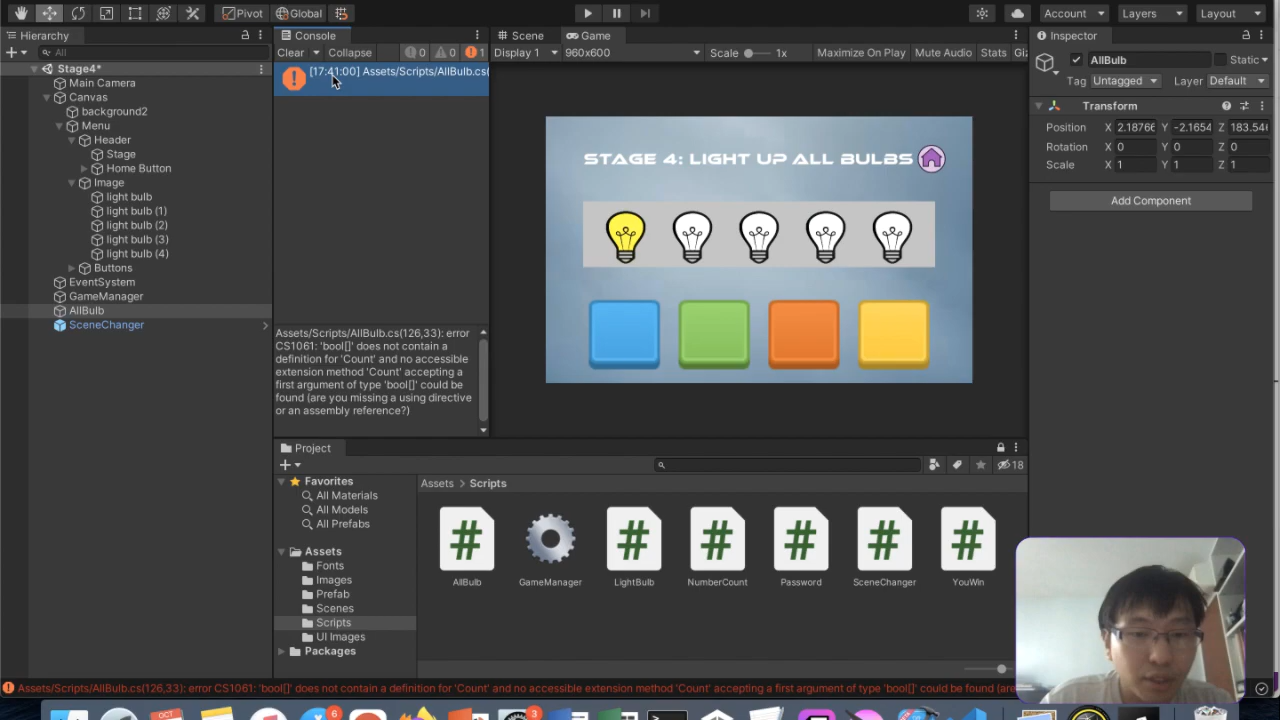 Pivot Global Account Layers Layout
Hierarchy
All
Stage4*
Main Camera
Canvas
background2
Menu
Header
Stage
Home Button
Image
light bulb
light bulb (1)
light bulb (2)
light bulb (3)
light bulb (4)
Buttons
EventSystem
GameManager
AllBulb
SceneChanger
Console
Clear Collapse 0 0 1
[17:41:00] Assets/Scripts/AllBulb.cs(
Assets/Scripts/AllBulb.cs(126,33): error
CS1061: 'bool[]' does not contain a
definition for 'Count' and no accessible
extension method 'Count' accepting a
first argument of type 'bool[]' could be
found (are you missing a using directive
or an assembly reference?)
Scene Game
Display 1 960x600 Scale 1x Maximize On Play Mute Audio Stats Giz
STAGE 4: LIGHT UP ALL BULBS
Inspector
AllBulb Static
Tag Untagged Layer Default
Transform
Position X 2.18766 Y -2.1654 Z 183.546
Rotation X 0 Y 0 Z 0
Scale X 1 Y 1 Z 1
Add Component
Project
18
Favorites
All Materials
All Models
All Prefabs
Assets
Fonts
Images
Prefab
Scenes
Scripts
UI Images
Packages
Assets > Scripts
AllBulb GameManager LightBulb NumberCount Password SceneChanger YouWin
Assets/Scripts/AllBulb.cs(126,33): error CS1061: 'bool[]' does not contain a definition for 'Count' and no accessible extension method 'Count' accepting a first argument of type 'bool[]' could be found (are
OCT 6 3